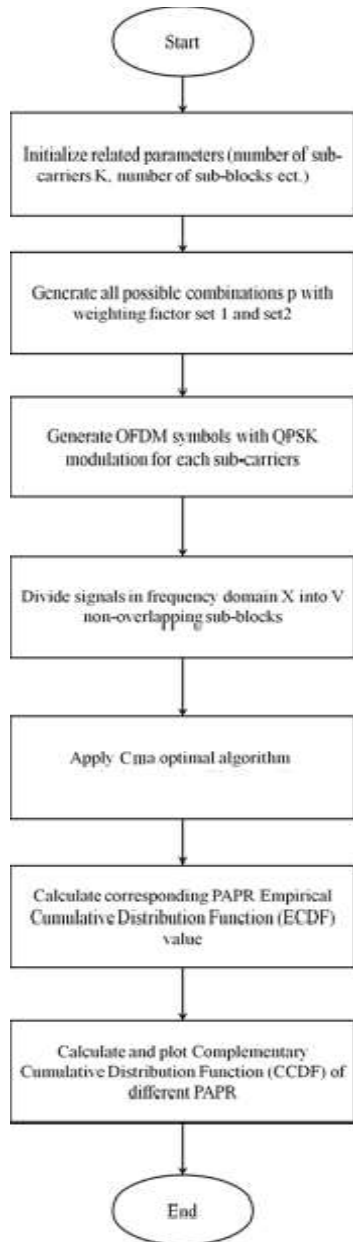 Start
Initialize related parameters (number of sub-
carriers K, number of sub-blocks ect.)
Generate all possible combinations p with
weighting factor set 1 and set2
Generate OFDM symbols with QPSK
modulation for each sub-carriers
Divide signals in frequency domain X into V
non-overlpprg sub-blocks
Apply Cma optimal algorithm
Calculate corresponding PAPR Empirical
Cumulative Distribution Function (ECDF)
value
Calculate and plot Complementary
Cumulative Distribution Function (CCDF) of
different PAPR
End